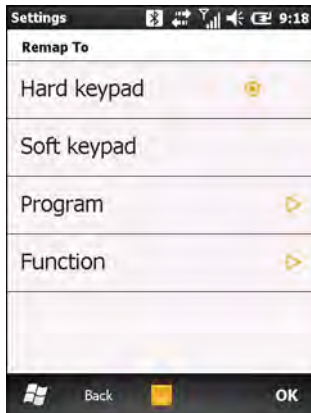 Settings 9:18
Remap To
Hard keypad
Soft keypad
Program
Function
Back OK